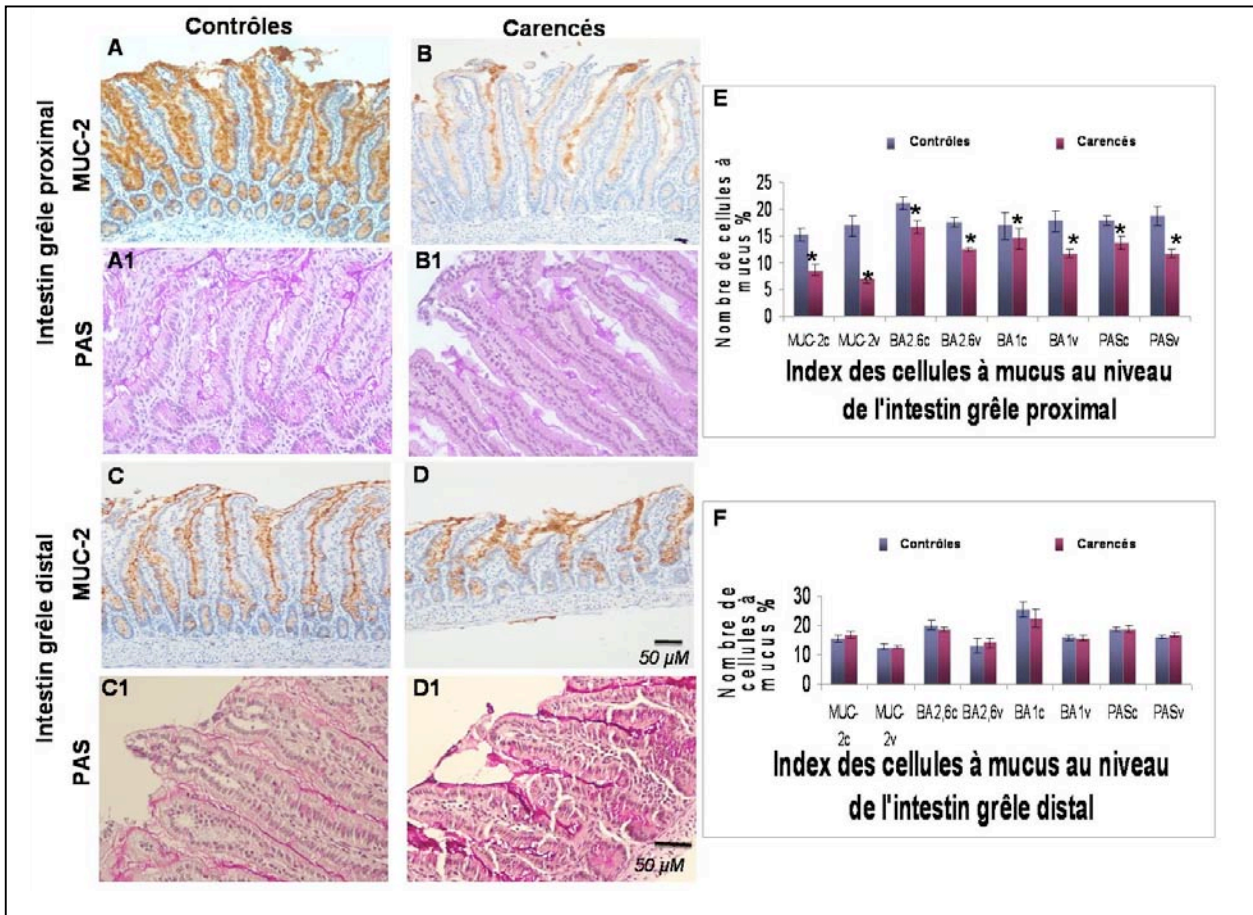 Contrôles
Carencés
Intestin grêle proximal
MUC-2
A
B
PAS
A1
B1
Intestin grêle distal
MUC-2
C
D
50 µM
PAS
C1
D1
50 µM
E
Contrôles
Carencés
Nombre de cellules à
mucus %
25
20
15
10
5
0
* * * * * * * *
MUC-2c MUC-2v BA2,6c BA2,6v BA1c BA1v PASc PASv
Index des cellules à mucus au niveau
de l'intestin grêle proximal
F
Contrôles
Carencés
Nombre de
cellules à
mucus %
30
20
10
0
MUC-
2c
MUC-
2v
BA2,6c BA2,6v BA1c BA1v PASc PASv
Index des cellules à mucus au niveau
de l'intestin grêle distal